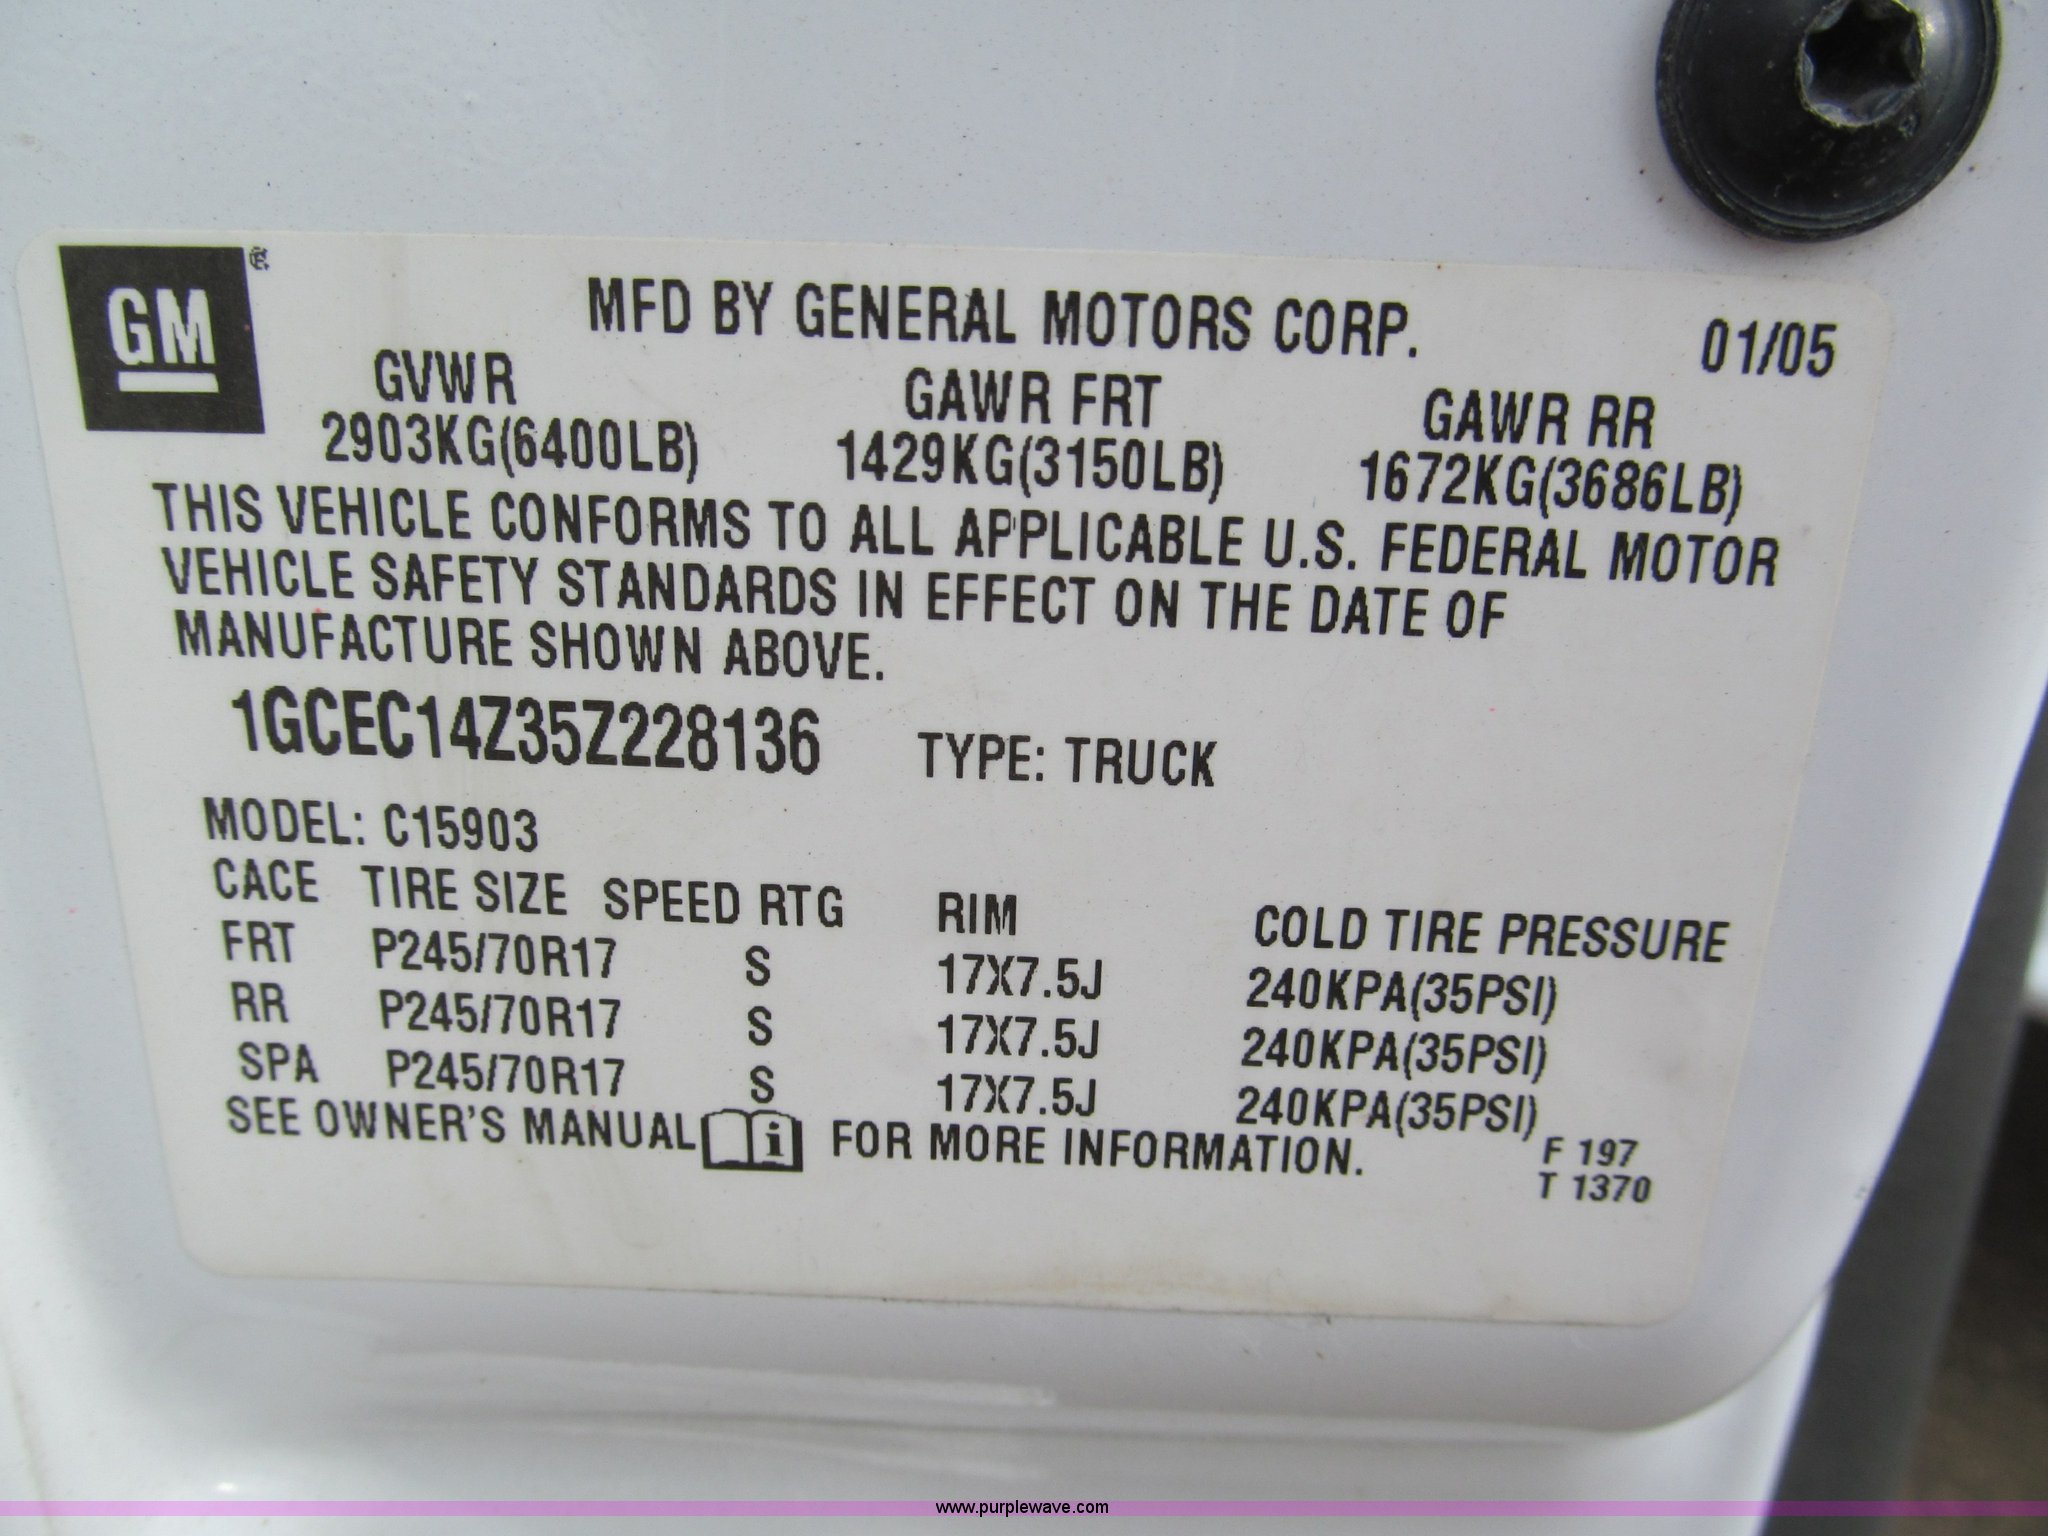 GM
MFD BY GENERAL MOTORS CORP. 01/05
GVWR GAWR FRT GAWR RR
2903KG(6400LB) 1429KG(3150LB) 1672KG(3686LB)
THIS VEHICLE CONFORMS TO ALL APPLICABLE U.S. FEDERAL MOTOR
VEHICLE SAFETY STANDARDS IN EFFECT ON THE DATE OF
MANUFACTURE SHOWN ABOVE.
1GCEC14Z35Z228136 TYPE: TRUCK
MODEL: C15903
CACE TIRE SIZE SPEED RTG RIM COLD TIRE PRESSURE
FRT P245/70R17 S 17X7.5J 240KPA(35PSI)
RR P245/70R17 S 17X7.5J 240KPA(35PSI)
SPA P245/70R17 S 17X7.5J 240KPA(35PSI)
SEE OWNER'S MANUAL i FOR MORE INFORMATION.
F 197
T 1370
www.purplewave.com